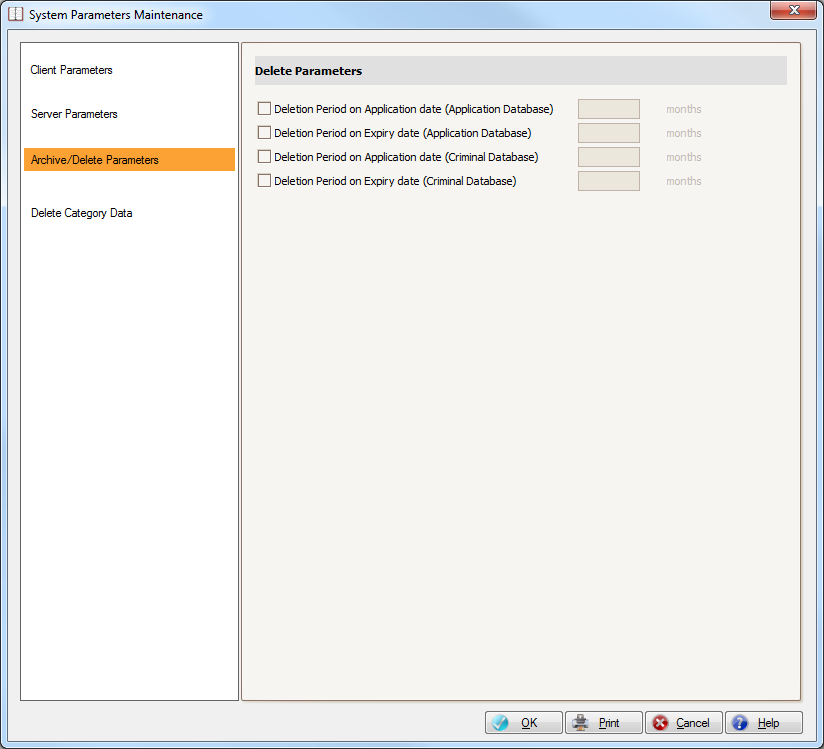 System Parameters Maintenance
Client Parameters
Server Parameters
Archive/Delete Parameters
Delete Category Data
Delete Parameters
Deletion Period on Application date (Application Database) months
Deletion Period on Expiry date (Application Database) months
Deletion Period on Application date (Criminal Database) months
Deletion Period on Expiry date (Criminal Database) months
OK Print Cancel Help